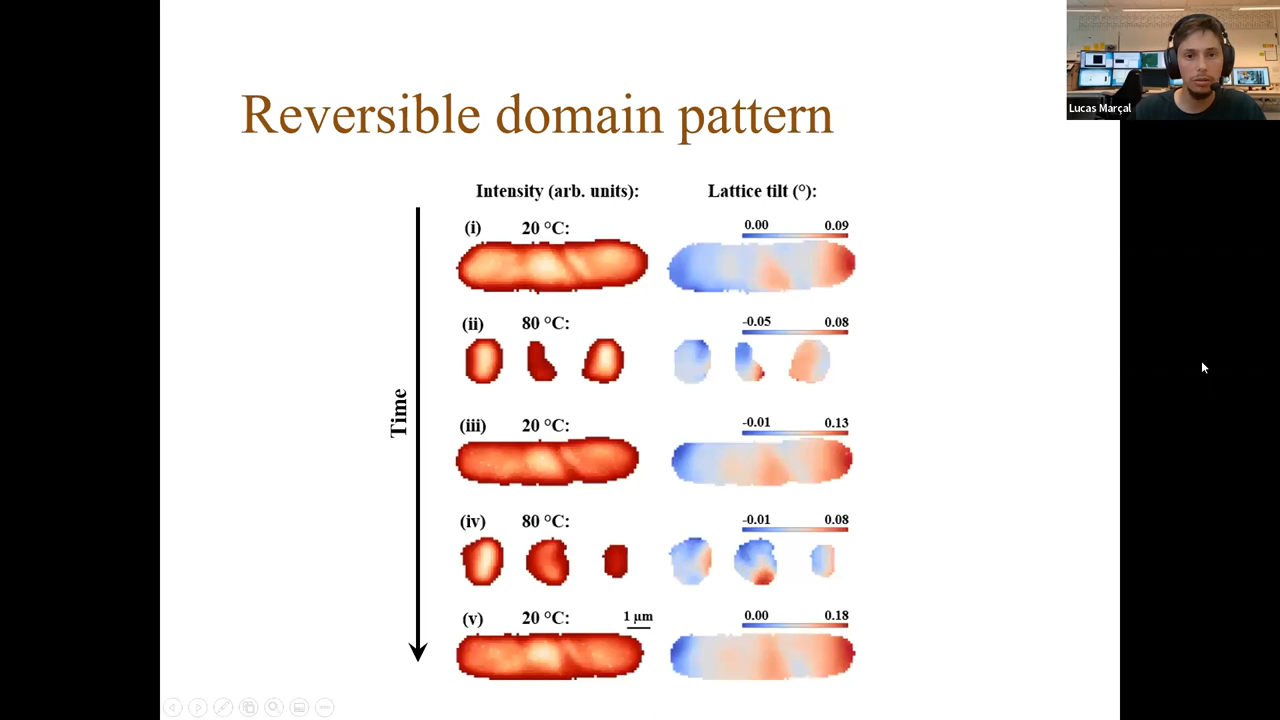 Lucas Marçal
Reversible domain pattern
Intensity (arb. units):
Lattice tilt (°):
Time
(i)
20 °C:
0.00
0.09
(ii)
80 °C:
-0.05
0.08
(iii)
20 °C:
-0.01
0.13
(iv)
80 °C:
-0.01
0.08
(v)
20 °C:
1 µm
0.00
0.18